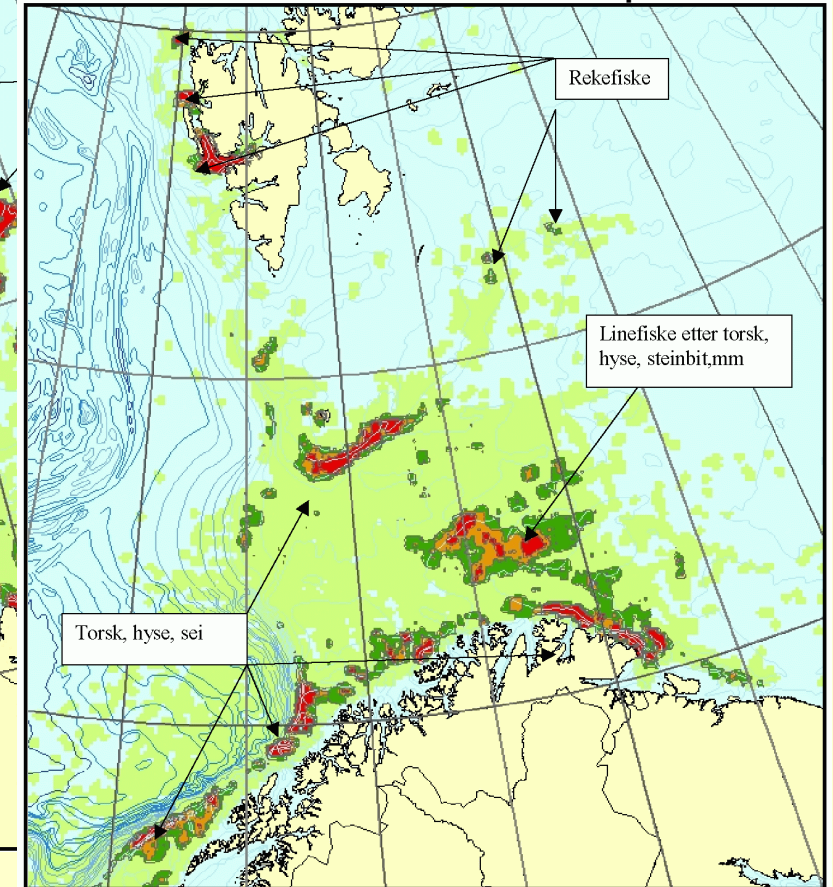 Rekefiske
Linefiske etter torsk,
hyse, steinbit,mm
Torsk, hyse, sei